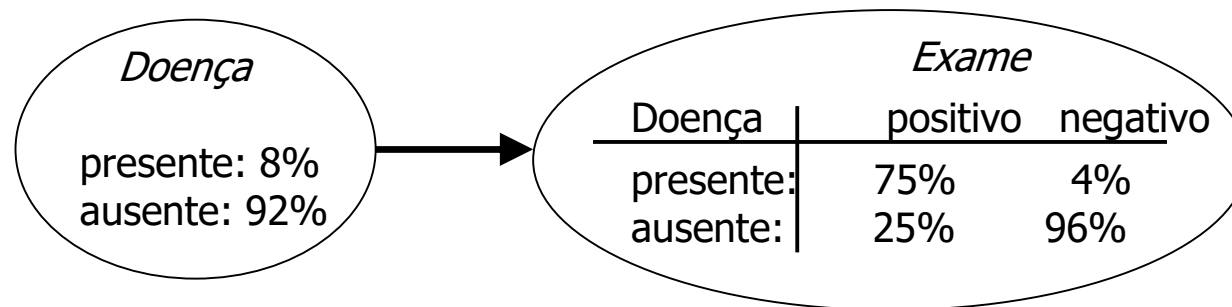 Doença
presente: 8%
ausente: 92%
Exame
Doença positivo negativo
presente: 75% 4%
ausente: 25% 96%